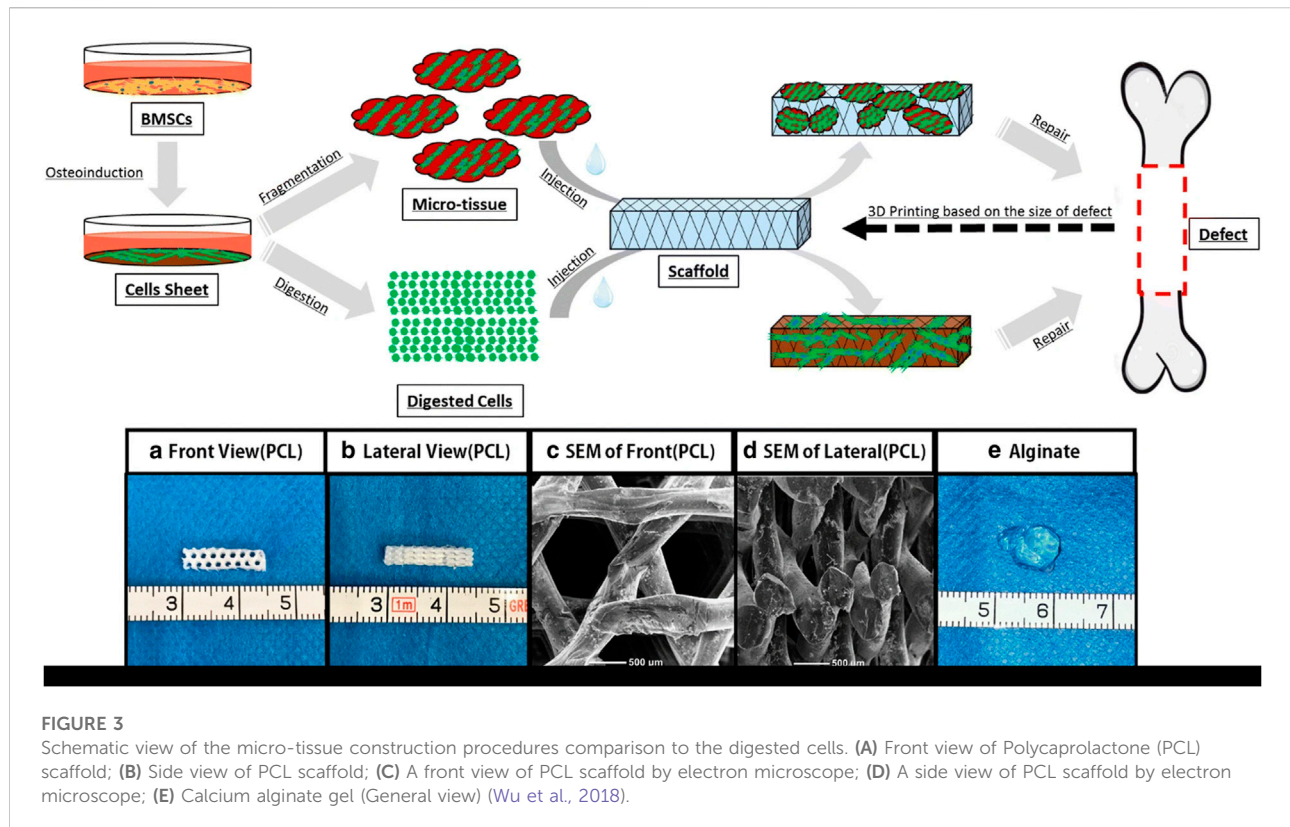 BMSCs
Osteoinduction
Cells Sheet
Fragmentation
Digestion
Micro-tissue
Digested Cells
Injection
Injection
Scaffold
Repair
Repair
3D Printing based on the size of defect
Defect
a Front View(PCL)
b Lateral View(PCL)
c SEM of Front(PCL)
d SEM of Lateral(PCL)
e Alginate
3 4 5
3 1m 4 5 GRE
500 µm
500 µm
5 6 7
FIGURE 3
Schematic view of the micro-tissue construction procedures comparison to the digested cells. (A) Front view of Polycaprolactone (PCL)
scaffold; (B) Side view of PCL scaffold; (C) A front view of PCL scaffold by electron microscope; (D) A side view of PCL scaffold by electron
microscope; (E) Calcium alginate gel (General view) (Wu et al., 2018).